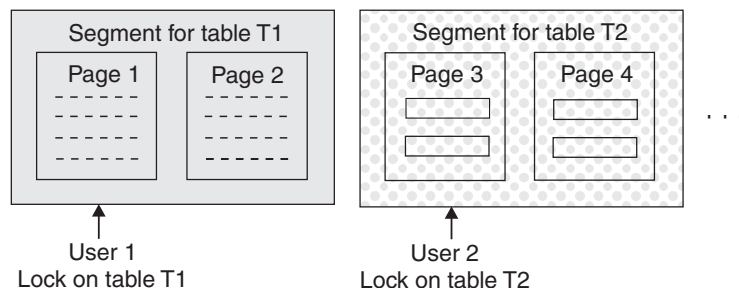 Segment for table T1
Page 1
Page 2
User 1
Lock on table T1
Segment for table T2
Page 3
Page 4
User 2
Lock on table T2
. .